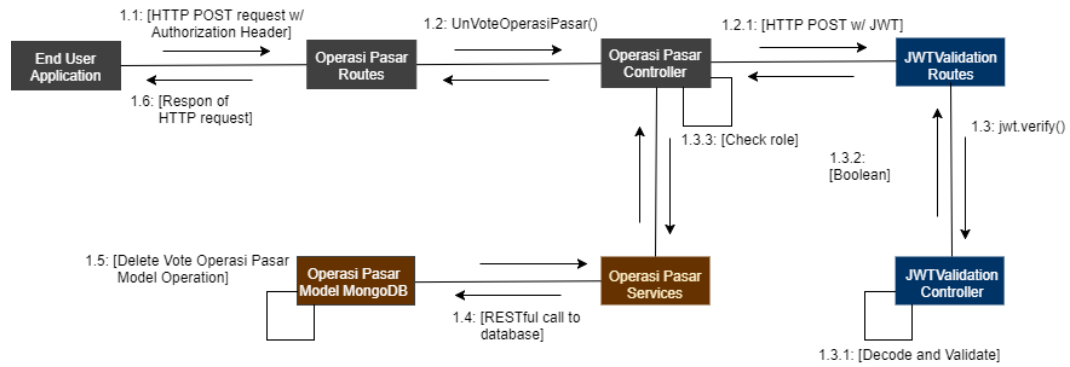 1.1: [HTTP POST request w/
Authorization Header]
1.2: UnVoteOperasiPasar()
1.2.1: [HTTP POST w/ JWT]
End User
Application
Operasi Pasar
Routes
Operasi Pasar
Controller
JWTValidation
Routes
1.6: [Respon of
HTTP request]
1.3: jwt.verify()
1.3.3: [Check role]
1.3.2:
[Boolean]
1.5: [Delete Vote Operasi Pasar
Model Operation]
Operasi Pasar
Model MongoDB
Operasi Pasar
Services
JWTValidation
Controller
1.4: [RESTful call to
database]
1.3.1: [Decode and Validate]